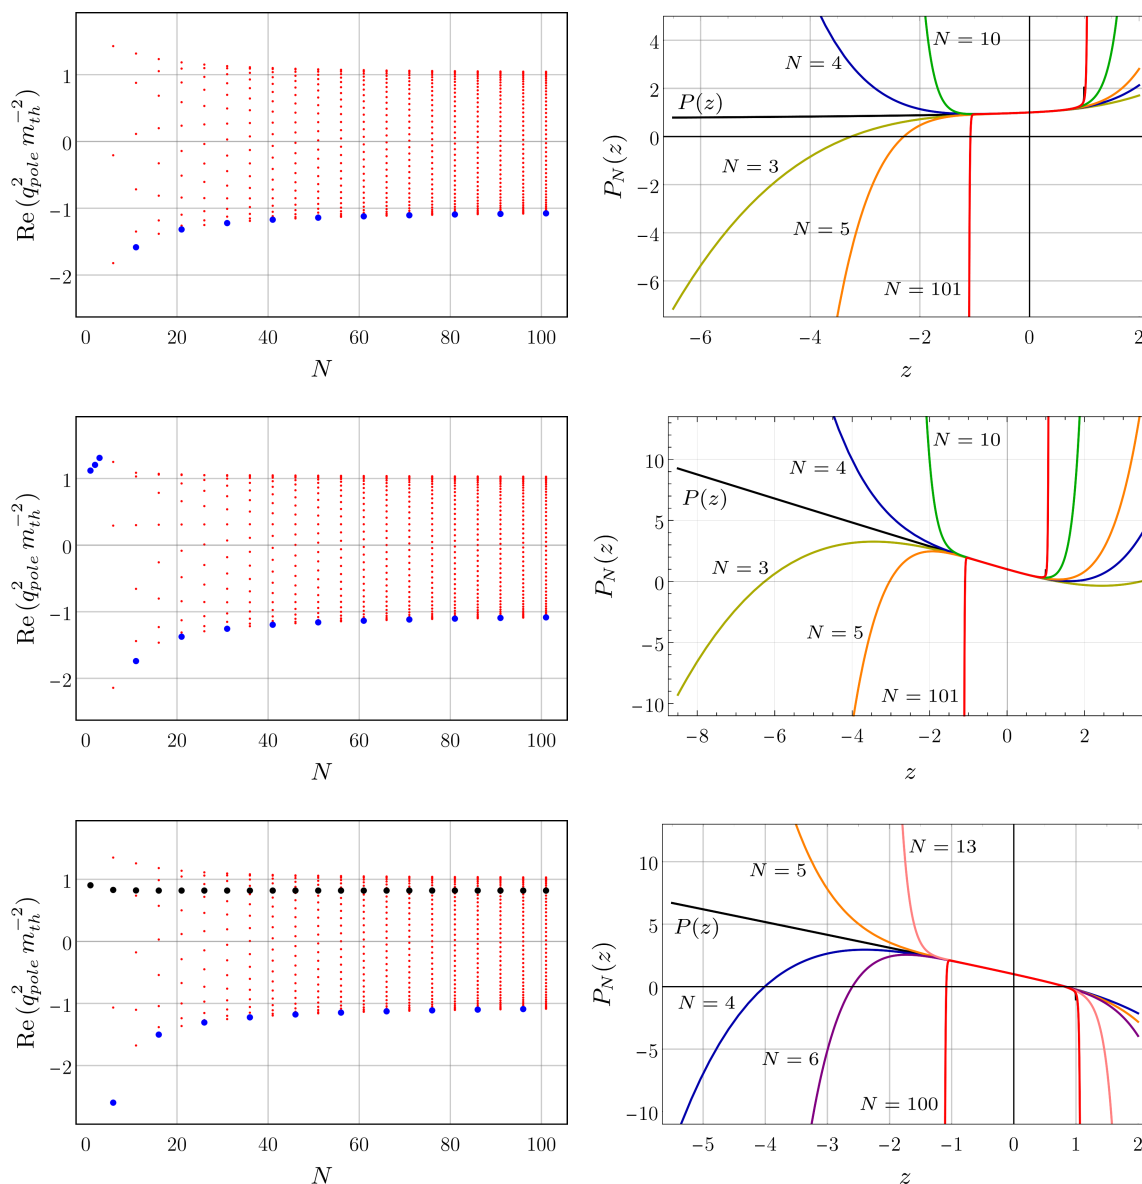 Re (q²_pole m_th⁻²)
1
0
−1
−2
0 20 40 60 80 100
N
P_N(z)
4
2
0
−2
−4
−6
N = 10
N = 4
P(z)
N = 3
N = 5
N = 101
−6 −4 −2 0 2
z
Re (q²_pole m_th⁻²)
1
0
−1
−2
0 20 40 60 80 100
N
P_N(z)
10
5
0
−5
−10
N = 10
N = 4
P(z)
N = 3
N = 5
N = 101
−8 −6 −4 −2 0 2
z
Re (q²_pole m_th⁻²)
1
0
−1
−2
0 20 40 60 80 100
N
P_N(z)
10
5
0
−5
−10
N = 13
N = 5
P(z)
N = 4
N = 6
N = 100
−5 −4 −3 −2 −1 0 1 2
z